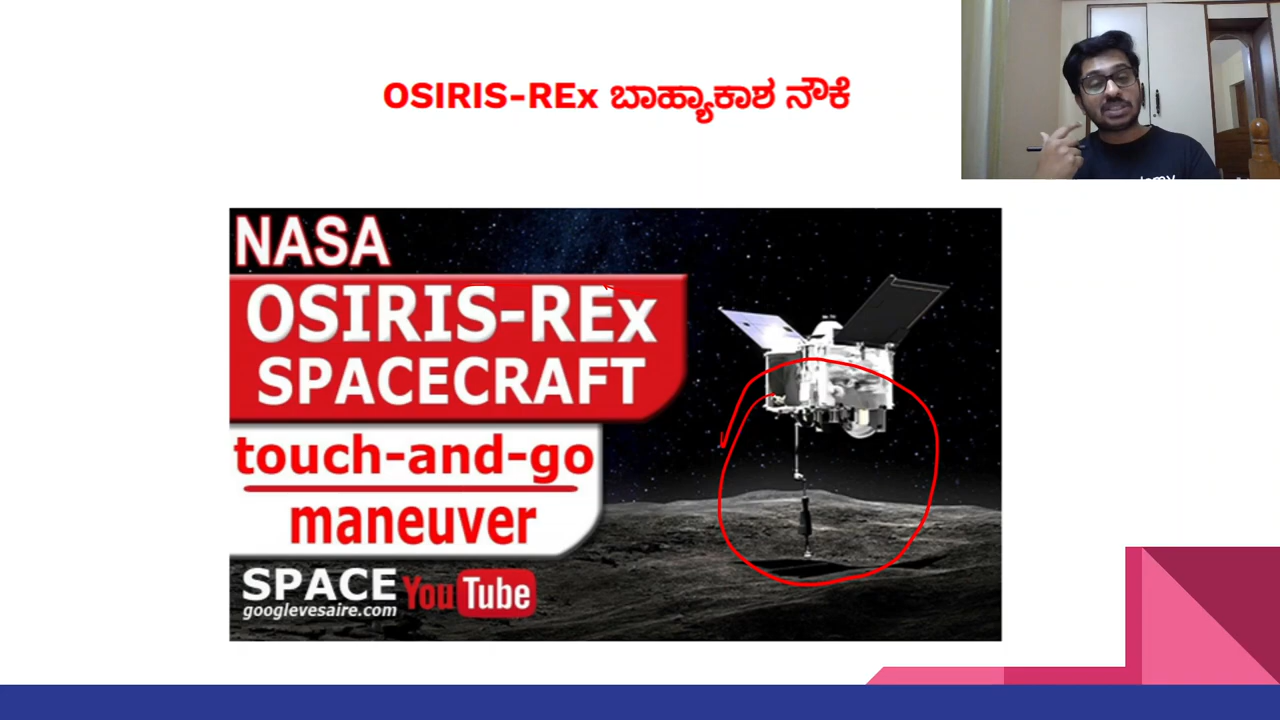 OSIRIS-REx ಬಾಹ್ಯಾಕಾಶ ನೌಕೆ
NASA
OSIRIS-REx
SPACECRAFT
touch-and-go
maneuver
SPACE YouTube
googlevesaire.com